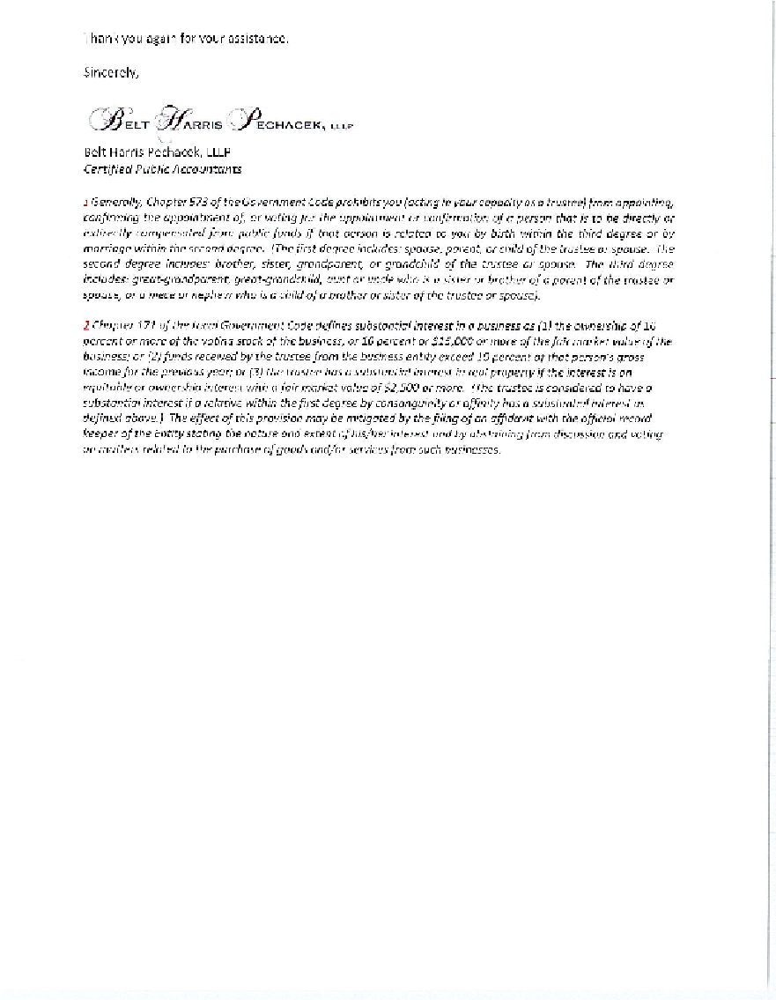 Thank you again for your assistance.
Sincerely,
BELT HARRIS PECHACEK, LLLP
Belt Harris Pechacek, LLLP
Certified Public Accountants
1 Generally, Chapter 573 of the Government Code prohibits you (acting in your capacity as a trustee) from appointing,
confirming the appointment of, or voting for the appointment or confirmation of a person that is to be directly or
indirectly compensated from public funds if that person is related to you by birth within the third degree or by
marriage within the second degree. (The first degree includes: spouse, parent, or child of the trustee or spouse. The
second degree includes: brother, sister, grandparent, or grandchild of the trustee or spouse. The third degree
includes: great-grandparent, great-grandchild, aunt or uncle who is a sister or brother of a parent of the trustee or
spouse, or a niece or nephew who is a child of a brother or sister of the trustee or spouse).
2 Chapter 171 of the Local Government Code defines substantial interest in a business as (1) the ownership of 10
percent or more of the voting stock of the business, or 10 percent or $15,000 or more of the fair market value of the
business; or (2) funds received by the trustee from the business entity exceed 10 percent of that person's gross
income for the previous year; or (3) the trustee has a substantial interest in real property if the interest is an
equitable or ownership interest with a fair market value of $2,500 or more. (The trustee is considered to have a
substantial interest if a relative within the first degree by consanguinity or affinity has a substantial interest as
defined above.) The effect of this provision may be mitigated by the filing of an affidavit with the official record
keeper of the Entity stating the nature and extent of his/her interest and by abstaining from discussion and voting
on matters related to the purchase of goods and/or services from such businesses.